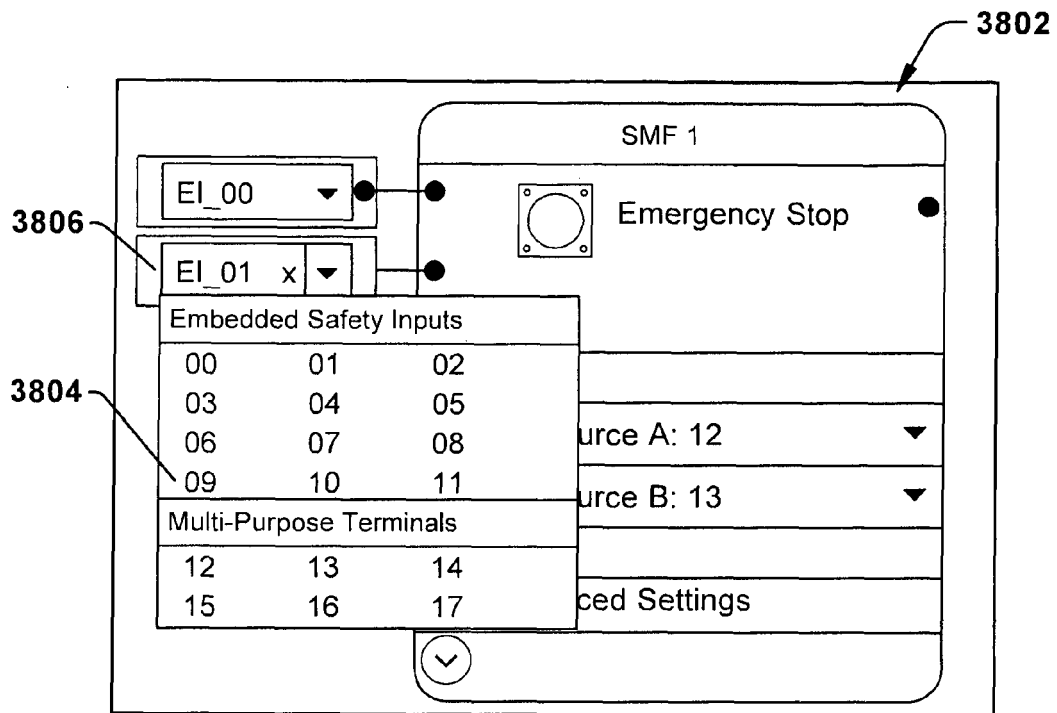 3802
SMF 1
EI_00
Emergency Stop
3806
EI_01 x
Embedded Safety Inputs
00 01 02
3804
03 04 05
06 07 08
09 10 11
urce A: 12
urce B: 13
Multi-Purpose Terminals
12 13 14
15 16 17
ced Settings